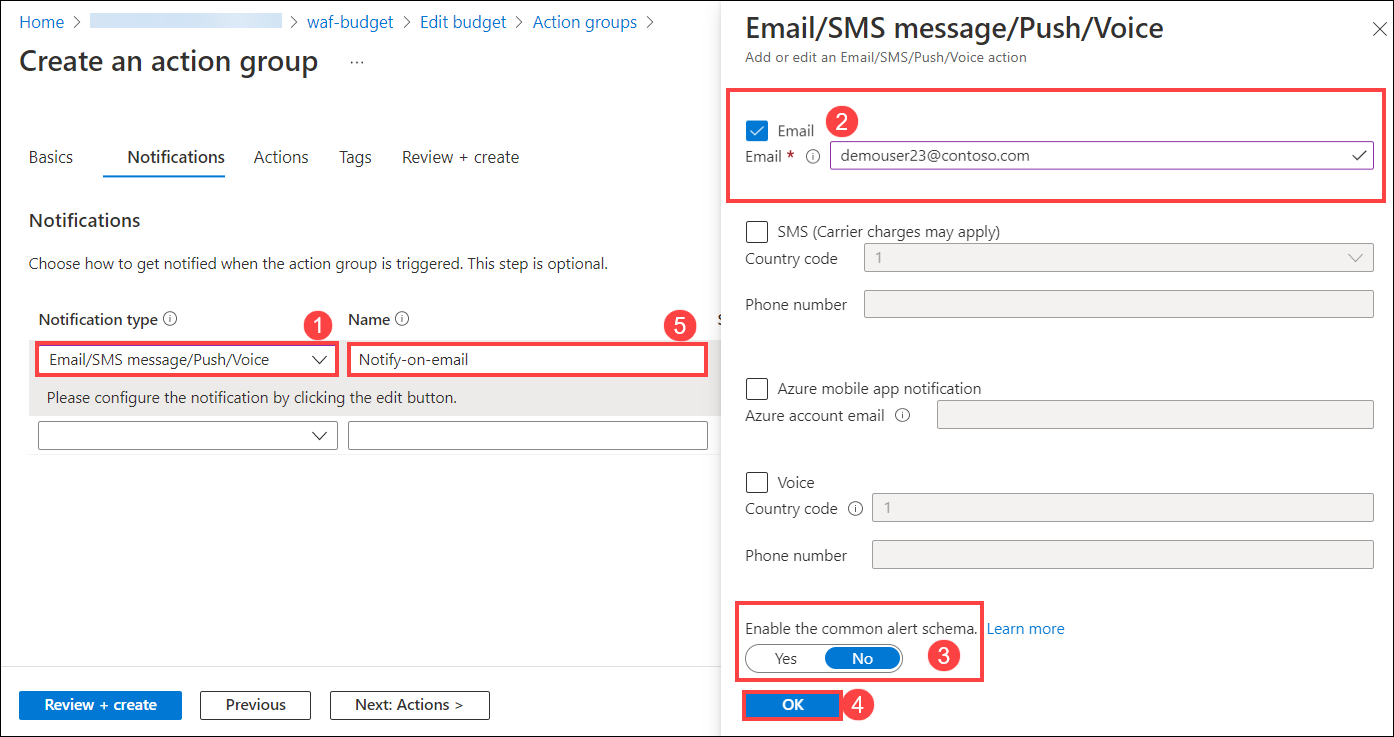 Home > > waf-budget > Edit budget > Action groups >
Create an action group ...
Basics Notifications Actions Tags Review + create
Notifications
Choose how to get notified when the action group is triggered. This step is optional.
Notification type 1 Name 5
Email/SMS message/Push/Voice Notify-on-email
Please configure the notification by clicking the edit button.
Review + create Previous Next: Actions >
Email/SMS message/Push/Voice
Add or edit an Email/SMS/Push/Voice action
Email 2
Email * demouser23@contoso.com
SMS (Carrier charges may apply)
Country code 1
Phone number
Azure mobile app notification
Azure account email
Voice
Country code 1
Phone number
Enable the common alert schema. Learn more
Yes No 3
OK 4